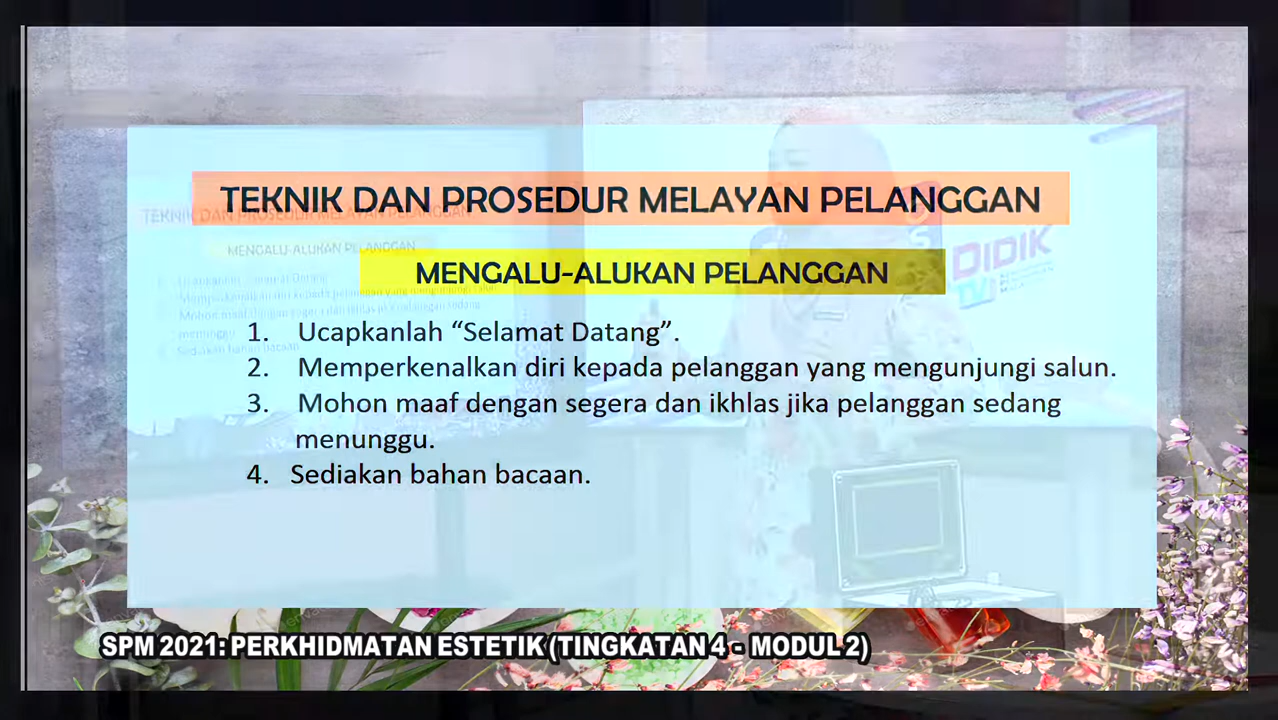 TEKNIK DAN PROSEDUR MELAYAN PELANGGAN
MENGALU-ALUKAN PELANGGAN
1. Ucapkanlah “Selamat Datang”.
2. Memperkenalkan diri kepada pelanggan yang mengunjungi salun.
3. Mohon maaf dengan segera dan ikhlas jika pelanggan sedang
menunggu.
4. Sediakan bahan bacaan.
DIDIK
TV
SPM 2021: PERKHIDMATAN ESTETIK (TINGKATAN 4 - MODUL 2)